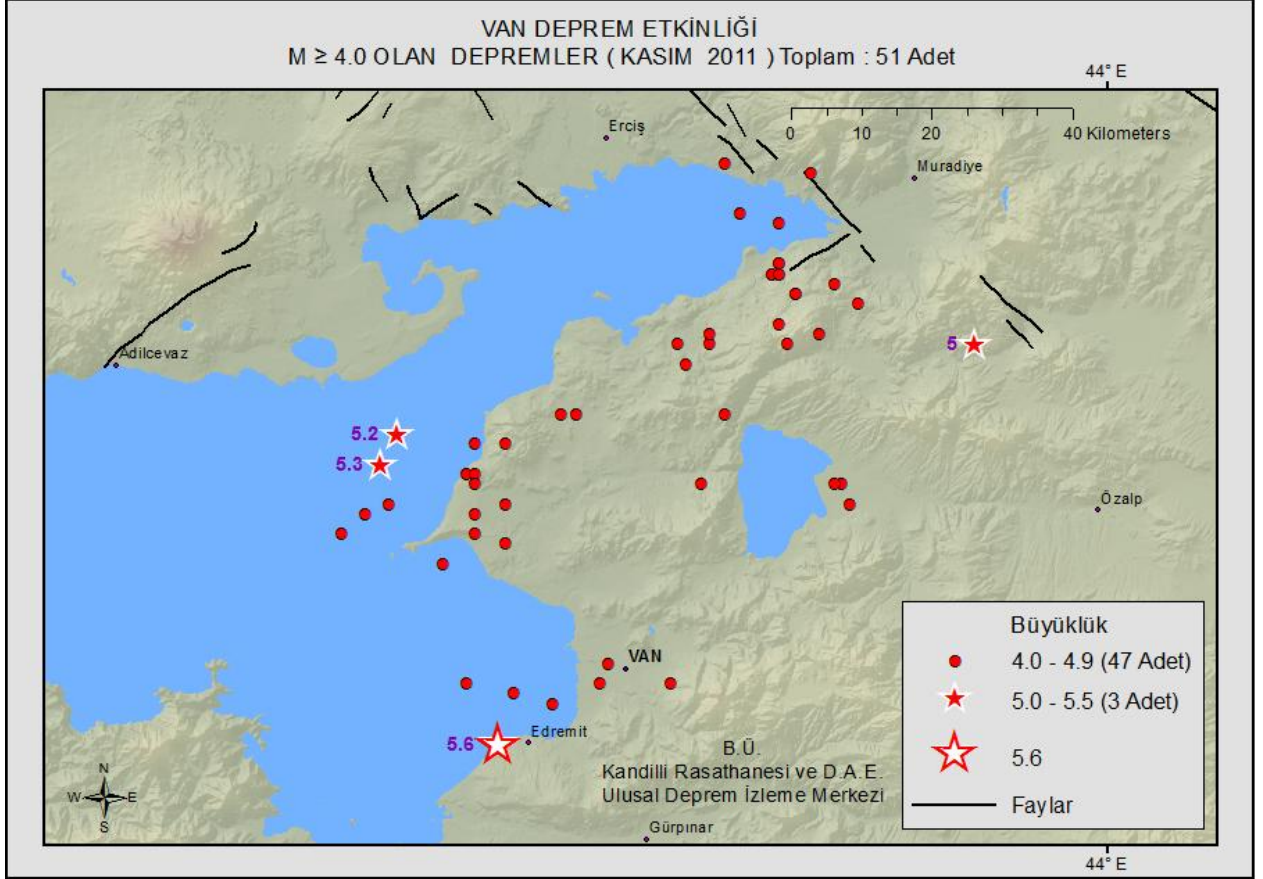 VAN DEPREM ETKİNLİĞİ
M ≥ 4.0 OLAN DEPREMLER ( KASIM 2011 ) Toplam : 51 Adet
44° E
0 10 20 40 Kilometers
Erciş
Muradiye
Adilcevaz
5
5.2
5.3
Özalp
VAN
5.6
Edremit
Gürpınar
B.Ü.
Kandilli Rasathanesi ve D.A.E.
Ulusal Deprem İzleme Merkezi
Büyüklük
4.0 - 4.9 (47 Adet)
5.0 - 5.5 (3 Adet)
5.6
Faylar
N
W E
S
44° E